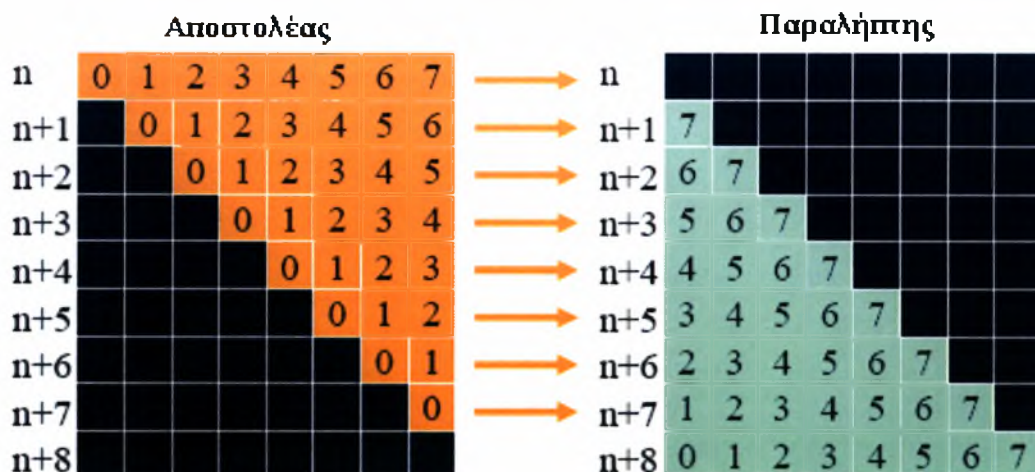 Αποστολέας Παραλήπτης
n 0 1 2 3 4 5 6 7 n
n+1 0 1 2 3 4 5 6 n+1 7
n+2 0 1 2 3 4 5 n+2 6 7
n+3 0 1 2 3 4 n+3 5 6 7
n+4 0 1 2 3 n+4 4 5 6 7
n+5 0 1 2 n+5 3 4 5 6 7
n+6 0 1 n+6 2 3 4 5 6 7
n+7 0 n+7 1 2 3 4 5 6 7
n+8 n+8 0 1 2 3 4 5 6 7